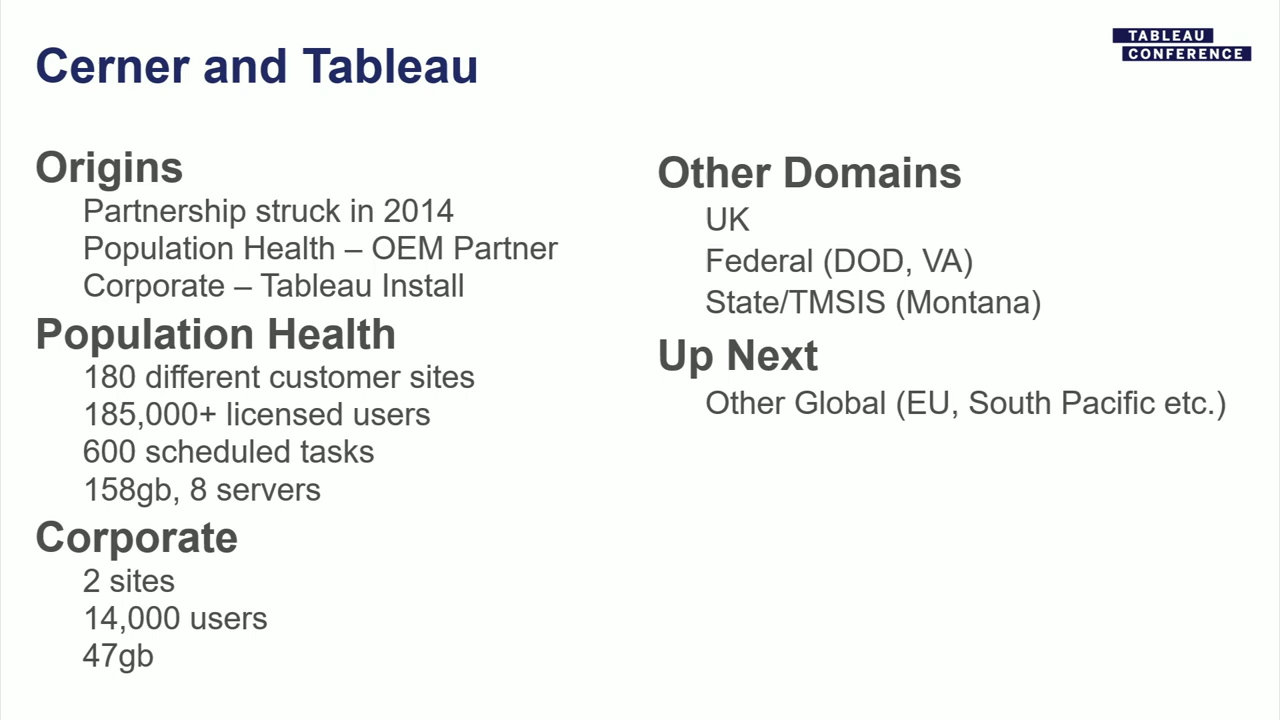 Cerner and Tableau
TABLEAU
CONFERENCE
Origins
Partnership struck in 2014
Population Health – OEM Partner
Corporate – Tableau Install
Population Health
180 different customer sites
185,000+ licensed users
600 scheduled tasks
158gb, 8 servers
Corporate
2 sites
14,000 users
47gb
Other Domains
UK
Federal (DOD, VA)
State/TMSIS (Montana)
Up Next
Other Global (EU, South Pacific etc.)